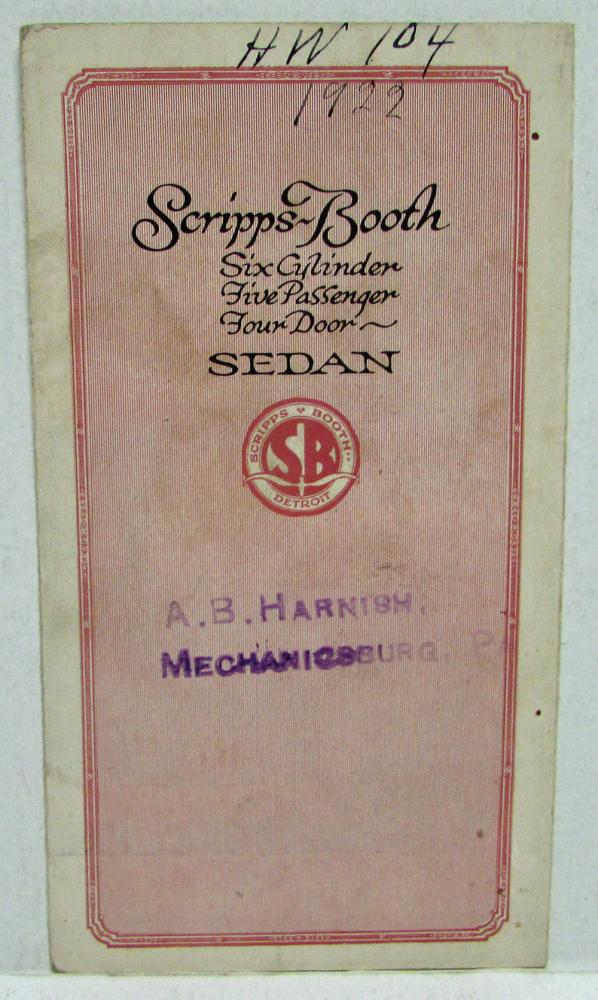 HW 104
1922
Scripps~Booth
Six Cylinder
Five Passenger
Four Door ~
SEDAN
SCRIPPS BOOTH
SB
DETROIT
A.B. HARNISH,
MECHANICSBURG, PA